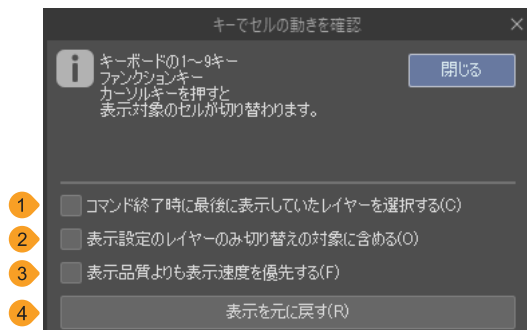 キーでセルの動きを確認
キーボードの1～9キー
ファンクションキー
カーソルキーを押すと
表示対象のセルが切り替わります。
閉じる
1 コマンド終了時に最後に表示していたレイヤーを選択する(C)
2 表示設定のレイヤーのみ切り替えの対象に含める(O)
3 表示品質よりも表示速度を優先する(F)
4 表示を元に戻す(R)